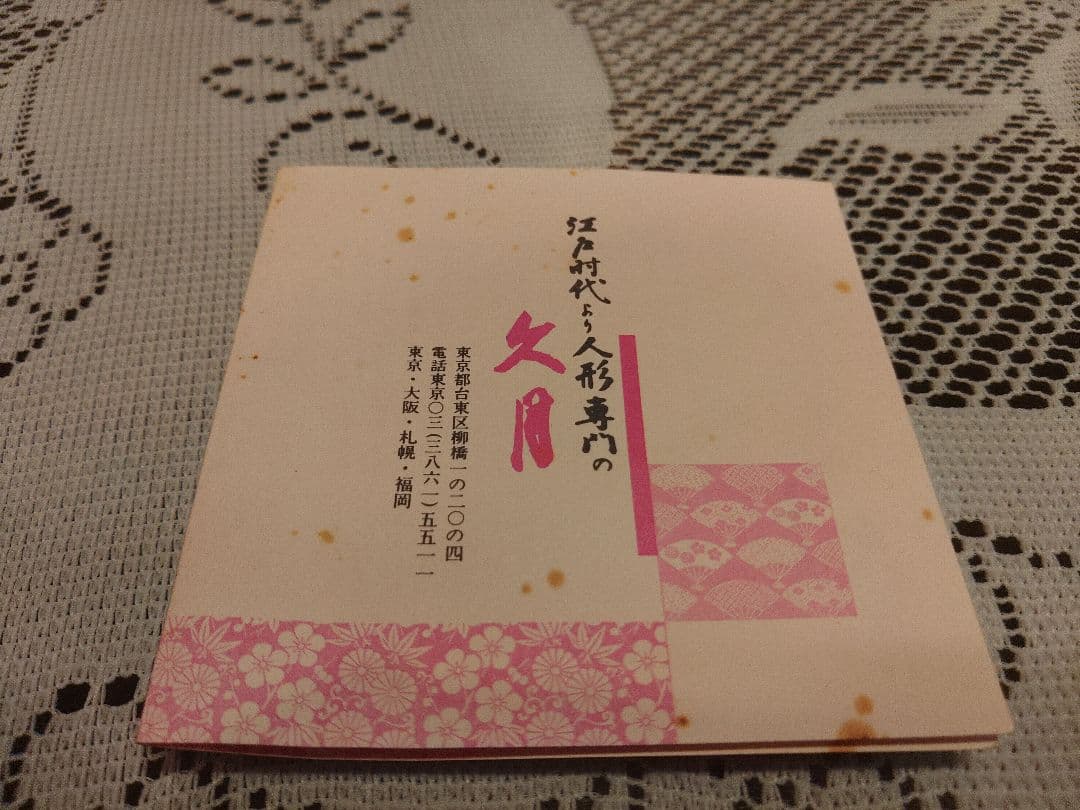 江戸时代より人形専門の
久月
東京都台東区柳橋一の二〇の四
電話東京〇三(三八六一)五五一一
東京・大阪・札幌・福岡